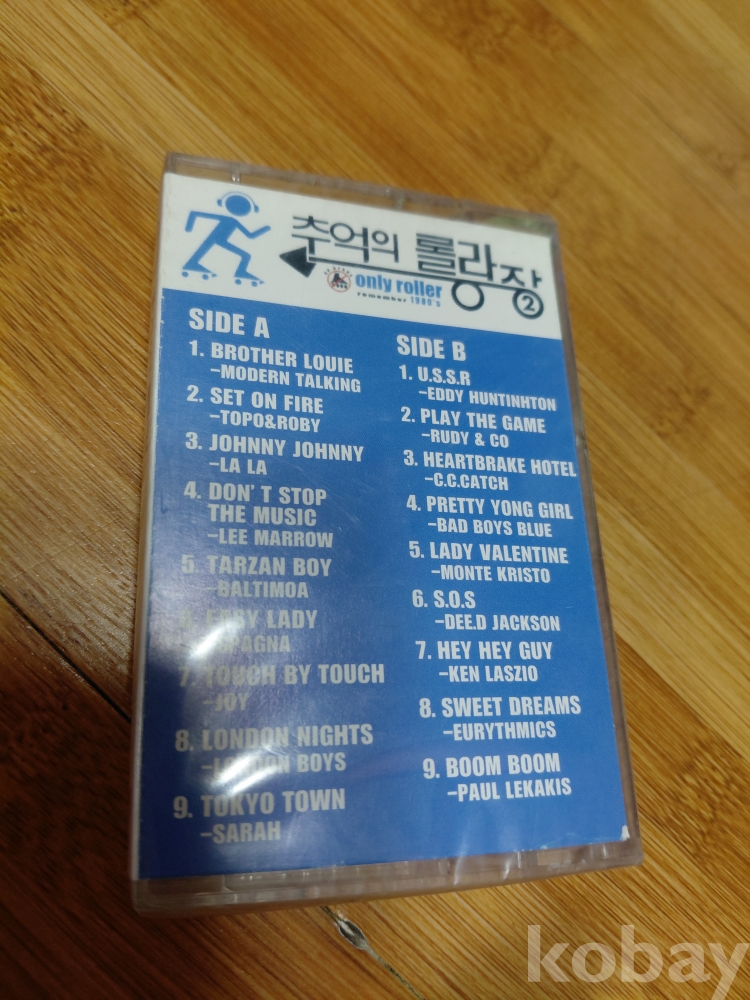 추억의 롤라장 2
only roller
remember 1980's
SIDE A
1. BROTHER LOUIE
-MODERN TALKING
2. SET ON FIRE
-TOPO&ROBY
3. JOHNNY JOHNNY
-LA LA
4. DON'T STOP
THE MUSIC
-LEE MARROW
5. TARZAN BOY
-BALTIMOA
LADY
7. TOUCH BY TOUCH
-JOY
8. LONDON NIGHTS
-LONDON BOYS
9. TOKYO TOWN
-SARAH
SIDE B
1. U.S.S.R
-EDDY HUNTINHTON
2. PLAY THE GAME
-RUDY & CO
3. HEARTBRAKE HOTEL
-C.C.CATCH
4. PRETTY YONG GIRL
-BAD BOYS BLUE
5. LADY VALENTINE
-MONTE KRISTO
6. S.O.S
-DEE.D JACKSON
7. HEY HEY GUY
-KEN LASZIO
8. SWEET DREAMS
-EURYTHMICS
9. BOOM BOOM
-PAUL LEKAKIS
kobay